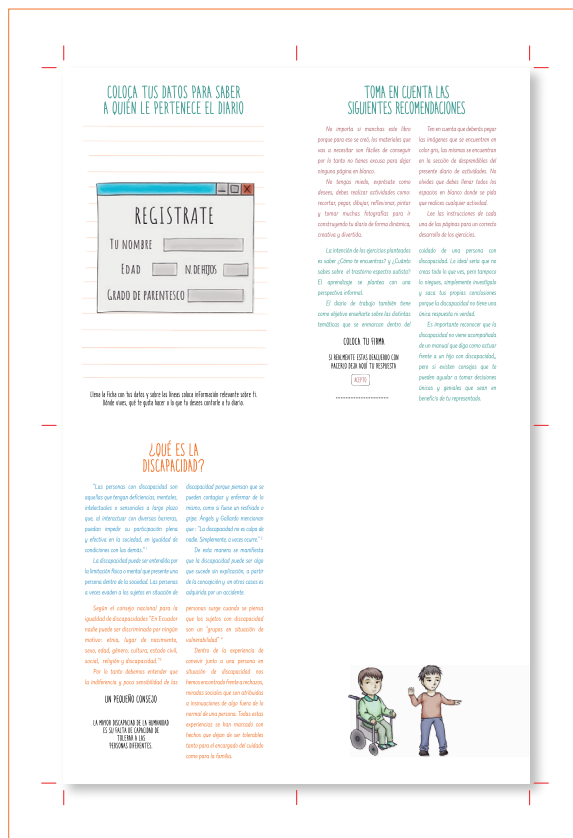 COLOCA TUS DATOS PARA SABER
A QUIÉN LE PERTENECE EL DIARIO
REGISTRATE
TU NOMBRE
EDAD N. DE HIJOS
GRADO DE PARENTESCO
Llena la ficha con tus datos y sobre las líneas coloca información relevante sobre ti.
Dónde vives, qué te gusta hacer o lo que tu desees contarle a tu diario.
TOMA EN CUENTA LAS
SIGUIENTES RECOMENDACIONES
No importa si manchas este libro
porque para eso se creó, los materiales que
vas a necesitar son fáciles de conseguir
por lo tanto no tienes excusa para dejar
ninguna página en blanco.
No tengas miedo, exprésate como
desees, debes realizar actividades como:
recortar, pegar, dibujar, reflexionar, pintar
y tomar muchas fotografías para ir
construyendo tu diario de forma dinámica,
creativa y divertida.
Ten en cuenta que deberás pegar
las imágenes que se encuentran en
color gris, las mismas se encuentran
en la sección de desprendibles del
presente diario de actividades. No
olvides que debes llenar todos los
espacios en blanco donde se pida
que realices cualquier actividad.
Lee las instrucciones de cada
una de las páginas para un correcto
desarrollo de los ejercicios.
La intención de los ejercicios planteados
es saber ¿Cómo te encuentras? y ¿Cuánto
sabes sobre el trastorno espectro autista?
El aprendizaje se plantea con una
perspectiva informal.
El diario de trabajo también tiene
como objetivo enseñarte sobre las distintas
temáticas que se enmarcan dentro del
cuidado de una persona con
discapacidad. Lo ideal sería que no
creas todo lo que ves, pero tampoco
lo niegues, simplemente investígalo
y saca tus propias conclusiones
porque la discapacidad no tiene una
única respuesta ni verdad.
Es importante reconocer que la
discapacidad no viene acompañada
de un manual que diga como actuar
frente a un hijo con discapacidad,
pero si existen consejos que te
pueden ayudar a tomar decisiones
únicas y geniales que sean en
beneficio de tu representado.
COLOCA TU FIRMA
SI REALMENTE ESTAS DEACUERDO CON
HACERLO DEJA AQUÍ TU RESPUESTA
ACEPTO
¿QUÉ ES LA
DISCAPACIDAD?
"Las personas con discapacidad son
aquellas que tengan deficiencias, mentales,
intelectuales o sensoriales a largo plazo
que, al interactuar con diversas barreras,
puedan impedir su participación plena
y efectiva en la sociedad, en igualdad de
condiciones con los demás." 1
La discapacidad puede ser entendida por
la limitación física o mental que presente una
persona dentro de la sociedad. Las personas
a veces evaden a los sujetos en situación de
discapacidad porque piensan que se
pueden contagiar y enfermar de lo
mismo, como si fuese un resfriado o
gripe. Ángels y Gallardo mencionan
que : "La discapacidad no es culpa de
nadie. Simplemente, a veces ocurre." 2
De esta manera se manifiesta
que la discapacidad puede ser algo
que sucede sin explicación, a partir
de la concepción y en otros casos es
adquirida por un accidente.
Según el consejo nacional para la
igualdad de discapacidades "En Ecuador
nadie puede ser discriminado por ningún
motivo: etnia, lugar de nacimiento,
sexo, edad, género, cultura, estado civil,
social, religión y discapacidad."3
Por lo tanto debemos entender que
la indiferencia y poca sensibilidad de las
personas surge cuando se piensa
que los sujetos con discapacidad
son un "grupos en situación de
vulnerabilidad" 4
Dentro de la experiencia de
convivir junto a una persona en
situación de discapacidad nos
hemos encontrado frente a rechazos,
miradas sociales que son atribuidas
a insinuaciones de algo fuera de lo
normal de una persona. Todas estas
experiencias se han marcado con
hechos que dejan de ser tolerables
tanto para el encargado del cuidado
como para la familia.
UN PEQUEÑO CONSEJO
LA MAYOR DISCAPACIDAD DE LA HUMANIDAD
ES SU FALTA DE CAPACIDAD DE
TOLERAR A LAS
PERSONAS DIFERENTES.